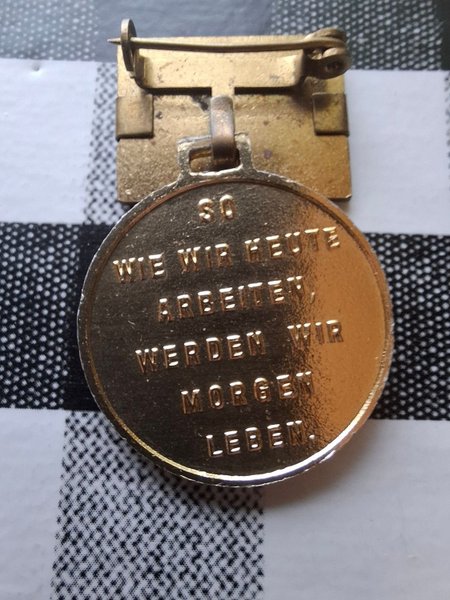 SO
WIE WIR HEUTE
ARBEITEN,
WERDEN WIR
MORGEN
LEBEN.